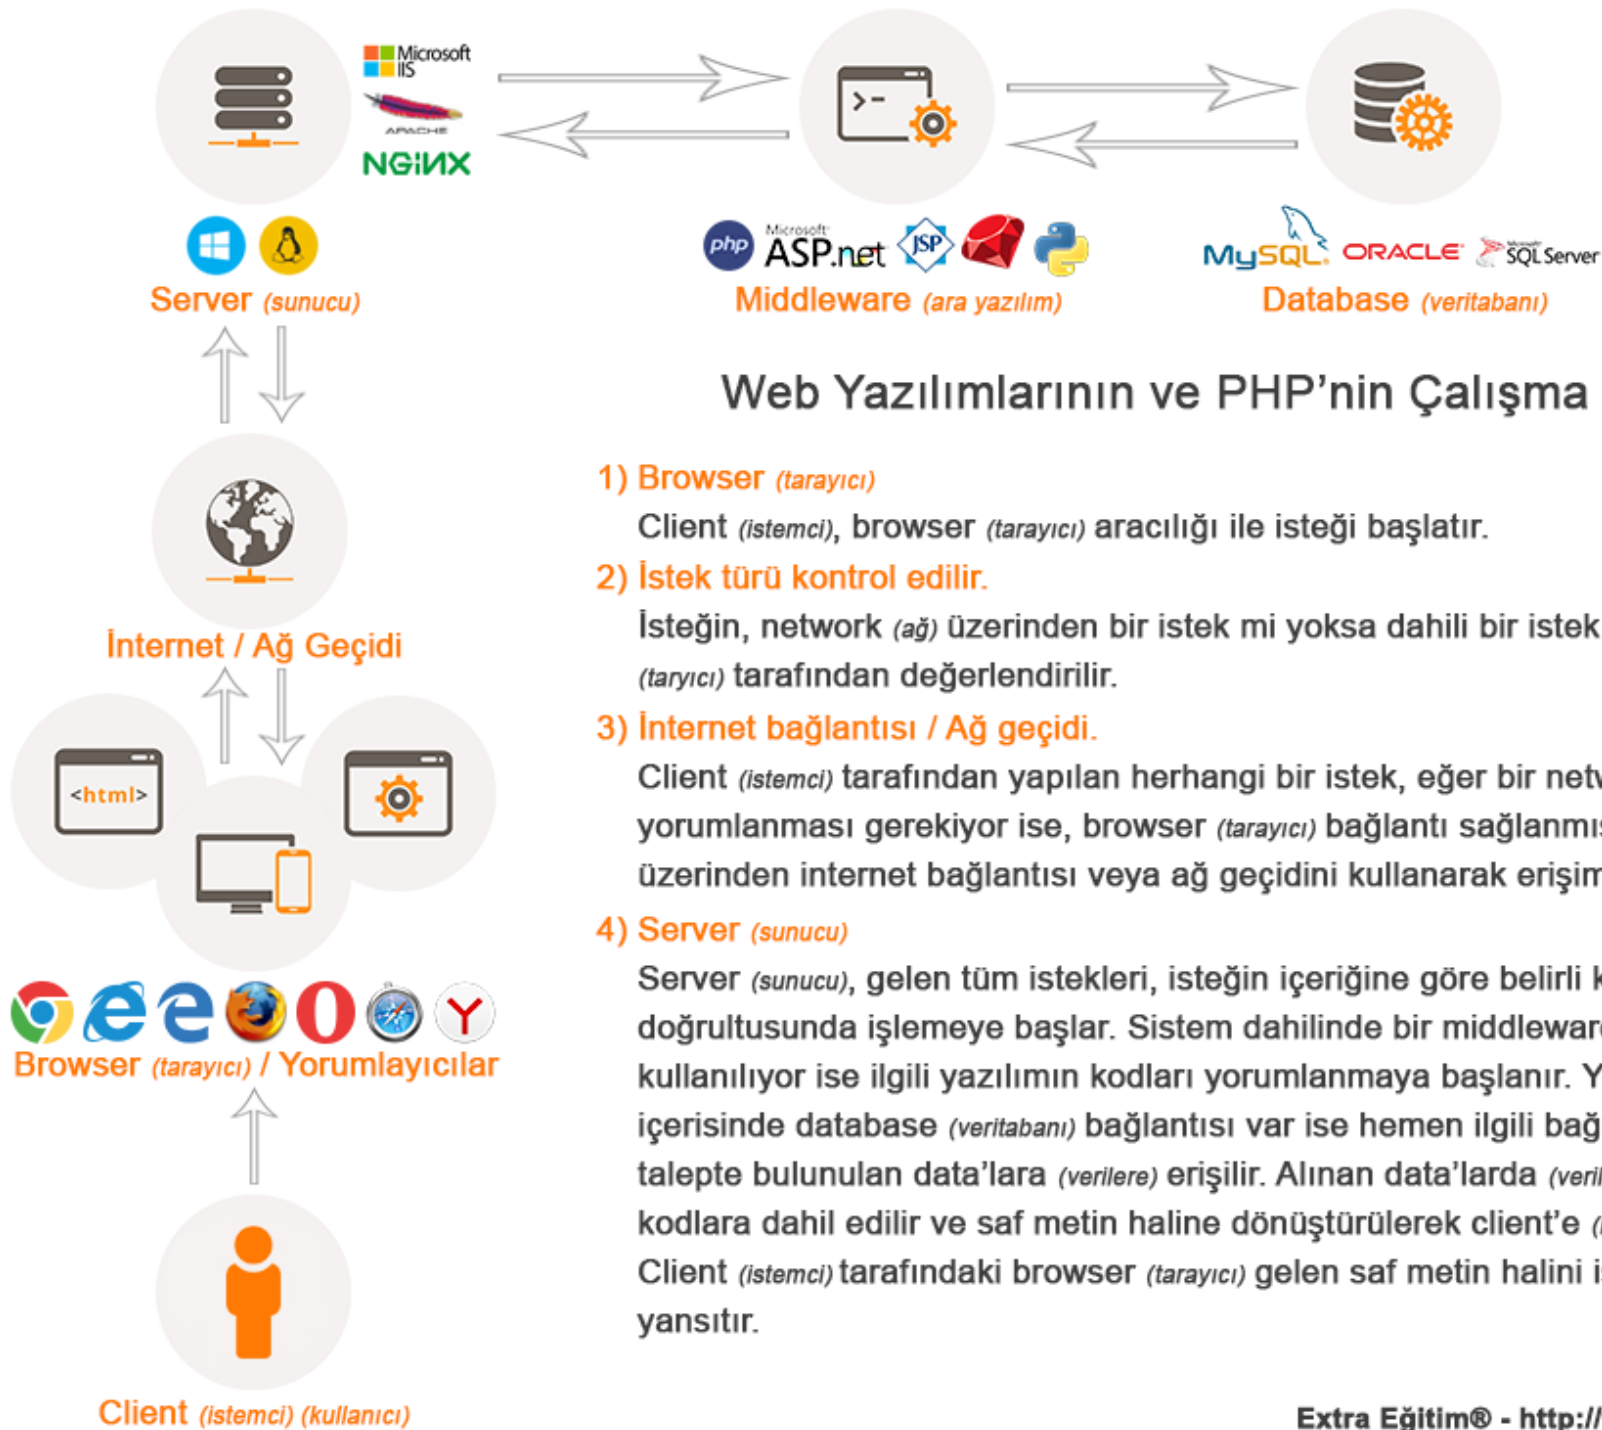 Microsoft
IIS
APACHE
NGiNX
php
Microsoft
ASP.net
JSP
MySQL
ORACLE
Microsoft
SQL Server
Server (sunucu)
Middleware (ara yazılım)
Database (veritabanı)
Web Yazılımlarının ve PHP’nin Çalışma
1) Browser (tarayıcı)
Client (istemci), browser (tarayıcı) aracılığı ile isteği başlatır.
2) İstek türü kontrol edilir.
İsteğin, network (ağ) üzerinden bir istek mi yoksa dahili bir istek
(taryıcı) tarafından değerlendirilir.
3) İnternet bağlantısı / Ağ geçidi.
Client (istemci) tarafından yapılan herhangi bir istek, eğer bir
yorumlanması gerekiyor ise, browser (tarayıcı) bağlantı
üzerinden internet bağlantısı veya ağ geçidini kullanarak
4) Server (sunucu)
Server (sunucu), gelen tüm istekleri, isteğin içeriğine göre belirli
doğrultusunda işlemeye başlar. Sistem dahilinde bir middleware
kullanılıyor ise ilgili yazılımın kodları yorumlanmaya başlanır.
içerisinde database (veritabanı) bağlantısı var ise hemen ilgili
talepte bulunulan data’lara (verilere) erişilir. Alınan data’larda
kodlara dahil edilir ve saf metin haline dönüştürülerek client’e
Client (istemci) tarafındaki browser (tarayıcı) gelen saf metin halini
yansıtır.
İnternet / Ağ Geçidi
<html>
Browser (tarayıcı) / Yorumlayıcılar
Client (istemci) (kullanıcı)
Extra Eğitim® - http://